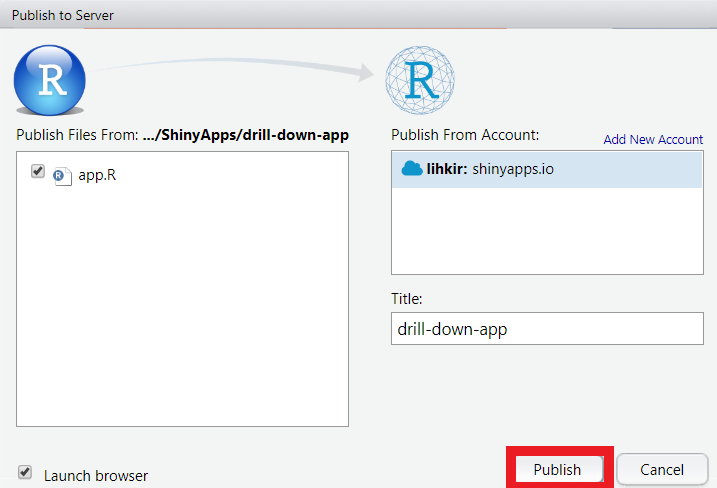 Publish to Server
R
R
Publish Files From: .../ShinyApps/drill-down-app
R
app.R
Publish From Account:
Add New Account
lihkir: shinyapps.io
Title:
drill-down-app
Launch browser
Publish
Cancel